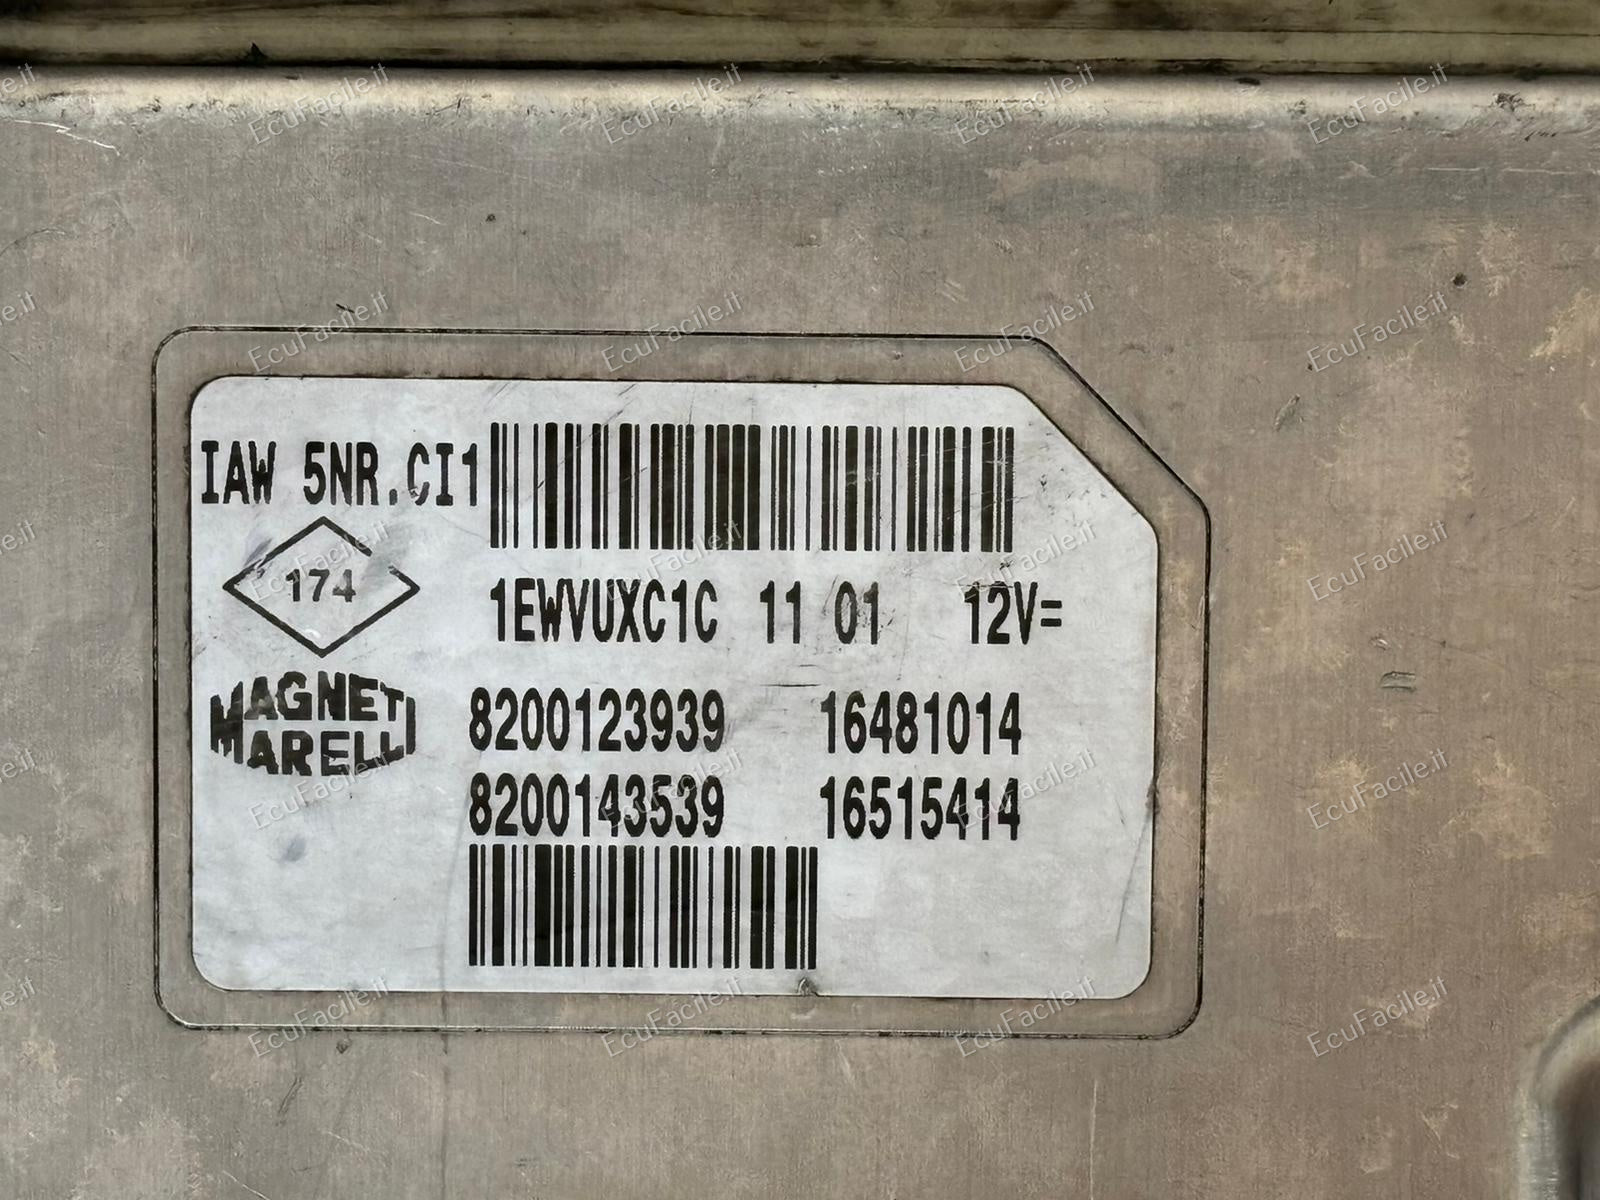 IAW 5NR.CI1
174
1EWVUXC1C 11 01 12V=
MAGNETI
MARELLI
8200123939 16481014
8200143539 16515414
EcuFacile.it